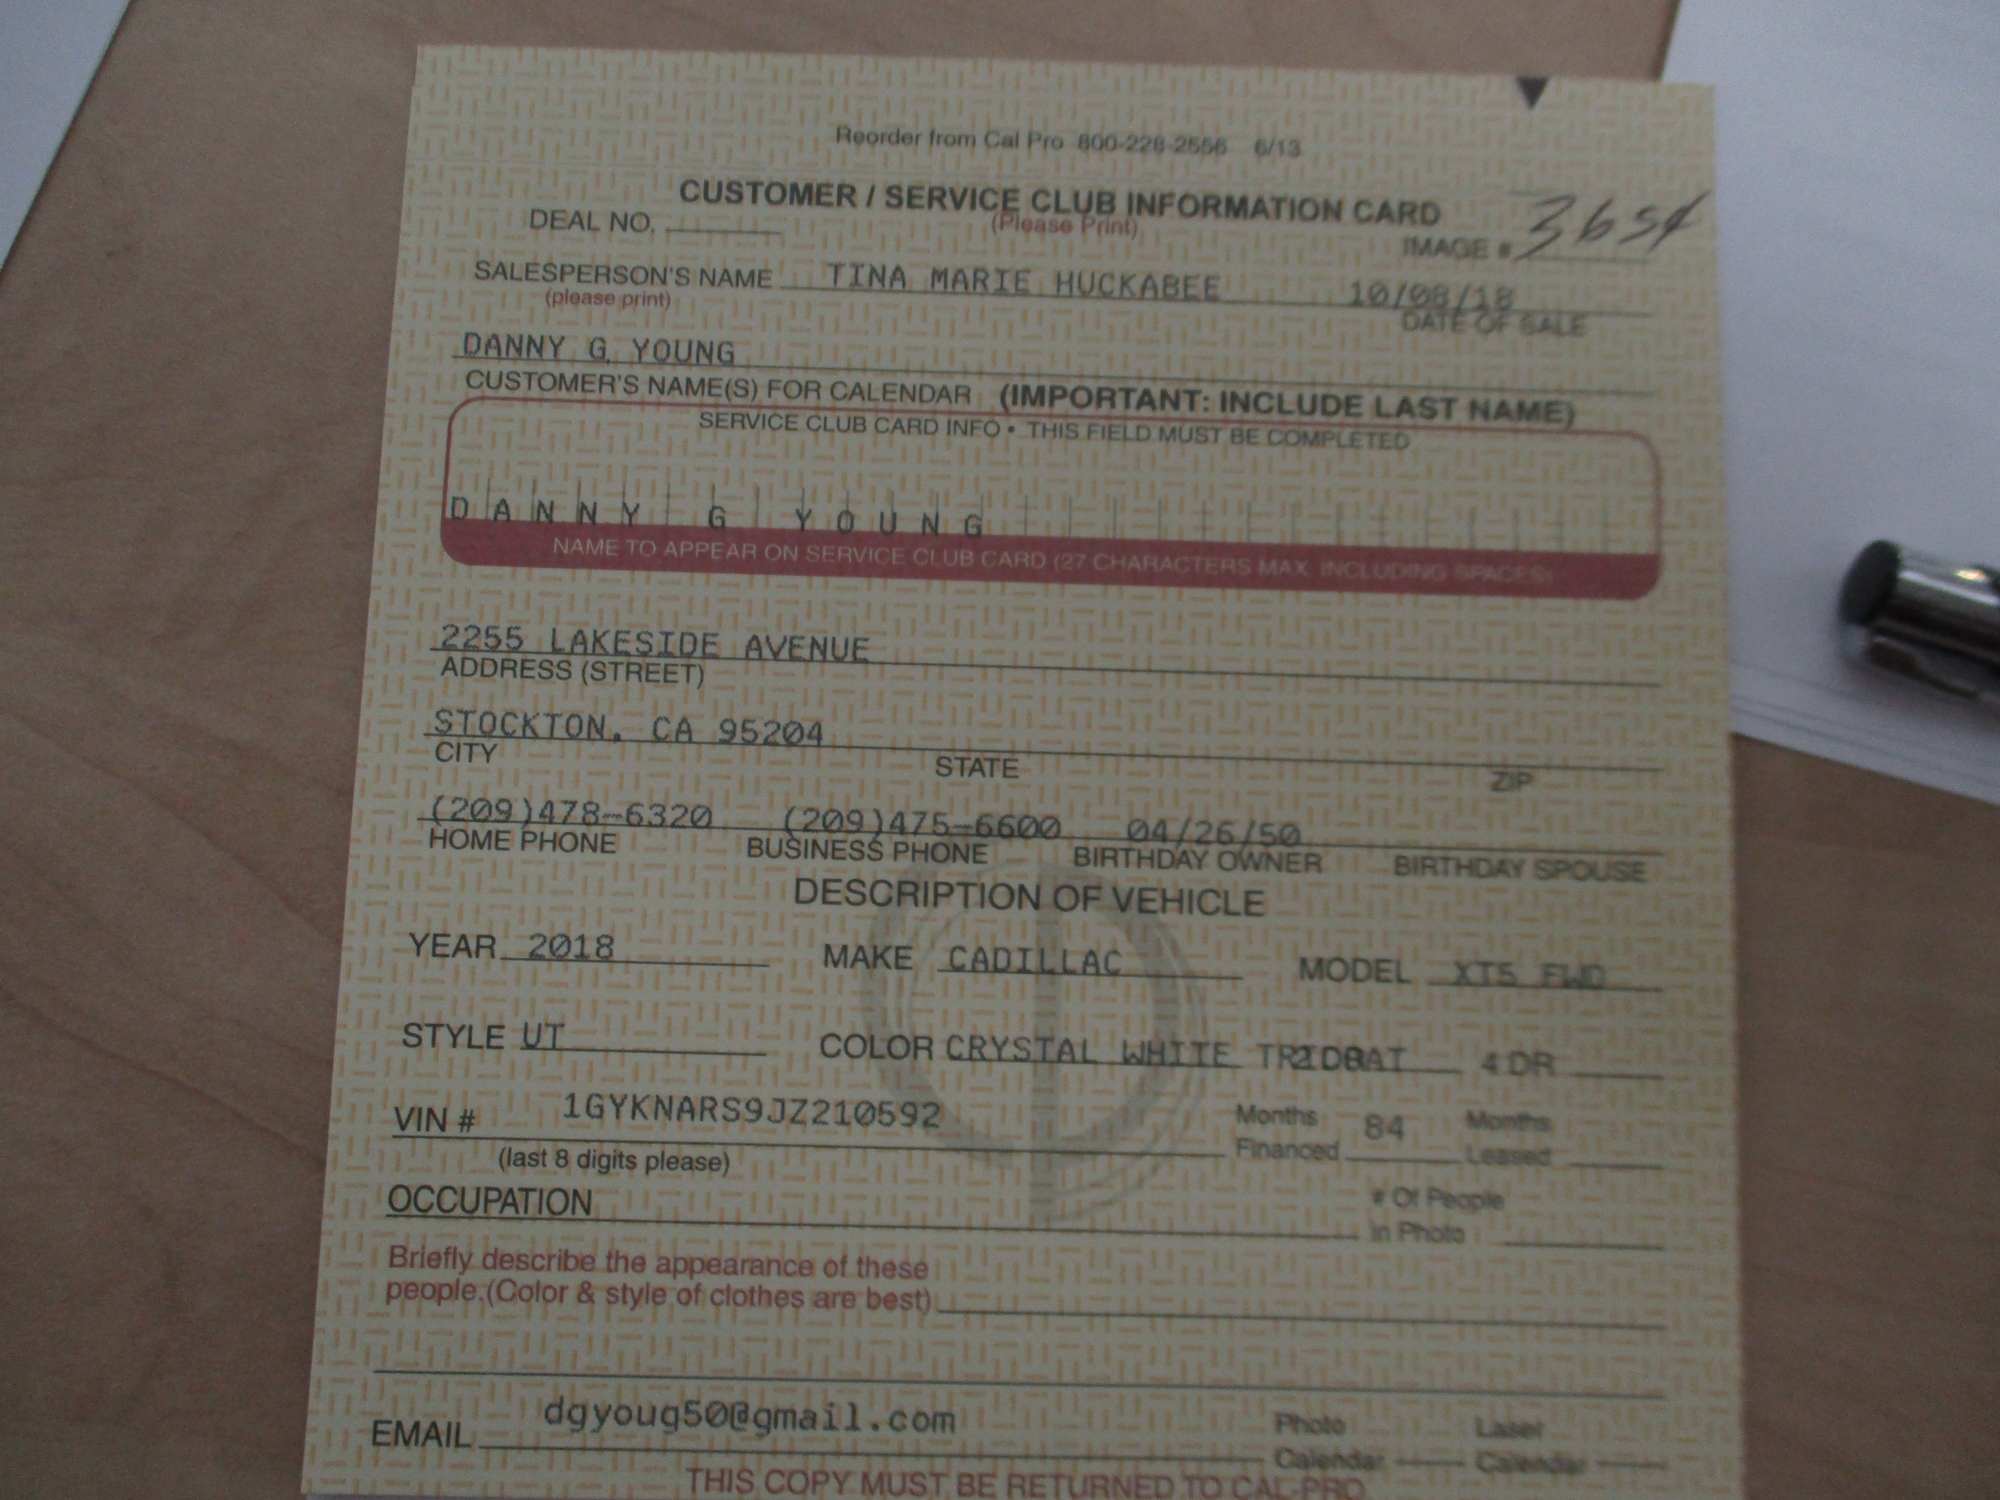 Reorder from Cal Pro 800-228-2556 6/13
CUSTOMER / SERVICE CLUB INFORMATION CARD
DEAL NO. (Please Print) IMAGE # 3654
SALESPERSON'S NAME TINA MARIE HUCKABEE 10/08/18
(please print) DATE OF SALE
DANNY G. YOUNG
CUSTOMER'S NAME(S) FOR CALENDAR (IMPORTANT: INCLUDE LAST NAME)
SERVICE CLUB CARD INFO • THIS FIELD MUST BE COMPLETED
DANNY G YOUNG
NAME TO APPEAR ON SERVICE CLUB CARD (27 CHARACTERS MAX. INCLUDING SPACES)
2255 LAKESIDE AVENUE
ADDRESS (STREET)
STOCKTON, CA 95204
CITY STATE ZIP
(209)478-6320 (209)475-6600 04/26/50
HOME PHONE BUSINESS PHONE BIRTHDAY OWNER BIRTHDAY SPOUSE
DESCRIPTION OF VEHICLE
YEAR 2018 MAKE CADILLAC MODEL XT5 FWD
STYLE UT COLOR CRYSTAL WHITE 4 DR
VIN # 1GYKNARS9JZ210592 Months Financed 84 Months Leased
(last 8 digits please)
OCCUPATION # Of People in Photo
Briefly describe the appearance of these
people.(Color & style of clothes are best)
EMAIL dgyoug50@gmail.com Photo Calendar Laser Calendar
THIS COPY MUST BE RETURNED TO CAL-PRO